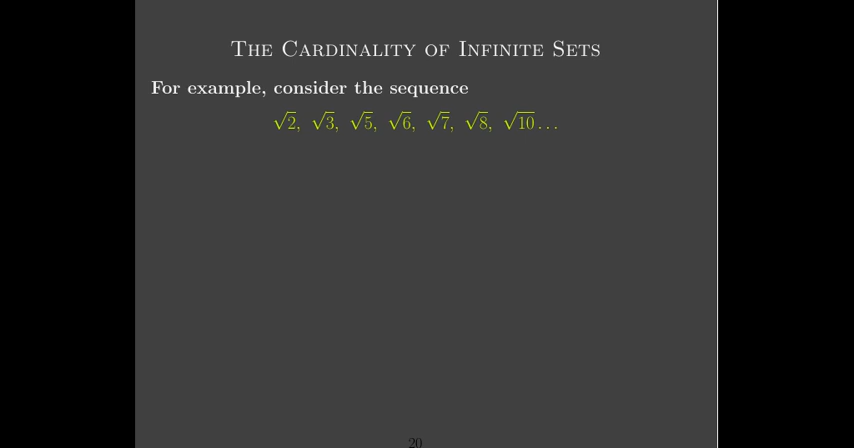 The Cardinality of Infinite Sets
For example, consider the sequence
√2, √3, √5, √6, √7, √8, √10…
20